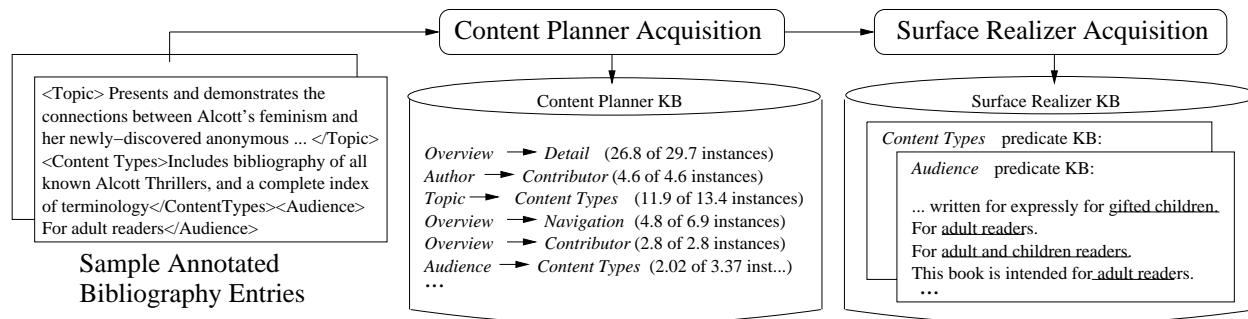 Content Planner Acquisition
Surface Realizer Acquisition
<Topic> Presents and demonstrates the
connections between Alcott's feminism and
her newly-discovered anonymous ... </Topic>
<Content Types>Includes bibliography of all
known Alcott Thrillers, and a complete index
of terminology</ContentTypes><Audience>
For adult readers</Audience>
Sample Annotated
Bibliography Entries
Content Planner KB
Overview → Detail (26.8 of 29.7 instances)
Author → Contributor (4.6 of 4.6 instances)
Topic → Content Types (11.9 of 13.4 instances)
Overview → Navigation (4.8 of 6.9 instances)
Overview → Contributor (2.8 of 2.8 instances)
Audience → Content Types (2.02 of 3.37 inst...)
...
Surface Realizer KB
Content Types predicate KB:
Audience predicate KB:
... written for expressly for gifted children.
For adult readers.
For adult and children readers.
This book is intended for adult readers.
...